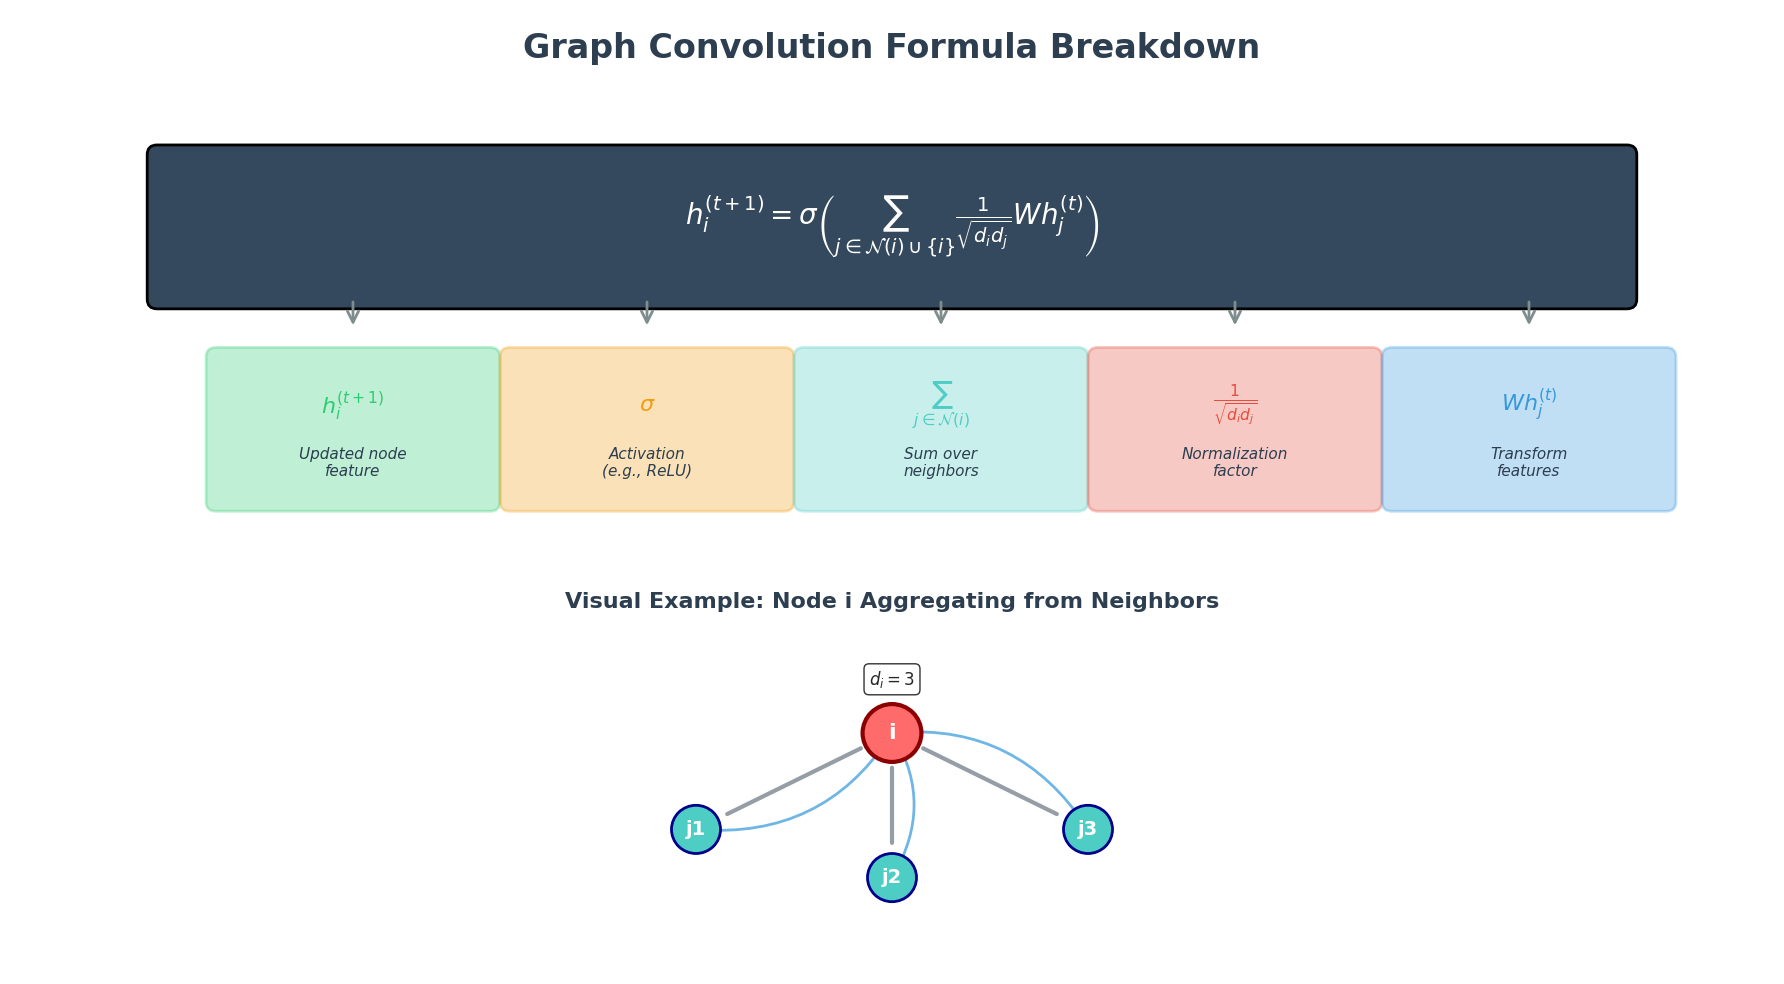 Graph Convolution Formula Breakdown
$h_i^{(t+1)} = \sigma\left(\sum_{j \in \mathcal{N}(i) \cup \{i\}} \frac{1}{\sqrt{d_i d_j}} W h_j^{(t)}\right)$
$h_i^{(t+1)}$
Updated node
feature
$\sigma$
Activation
(e.g., ReLU)
$\sum_{j \in \mathcal{N}(i)}$
Sum over
neighbors
$\frac{1}{\sqrt{d_i d_j}}$
Normalization
factor
$W h_j^{(t)}$
Transform
features
Visual Example: Node i Aggregating from Neighbors
$d_i = 3$
i
j1
j3
j2